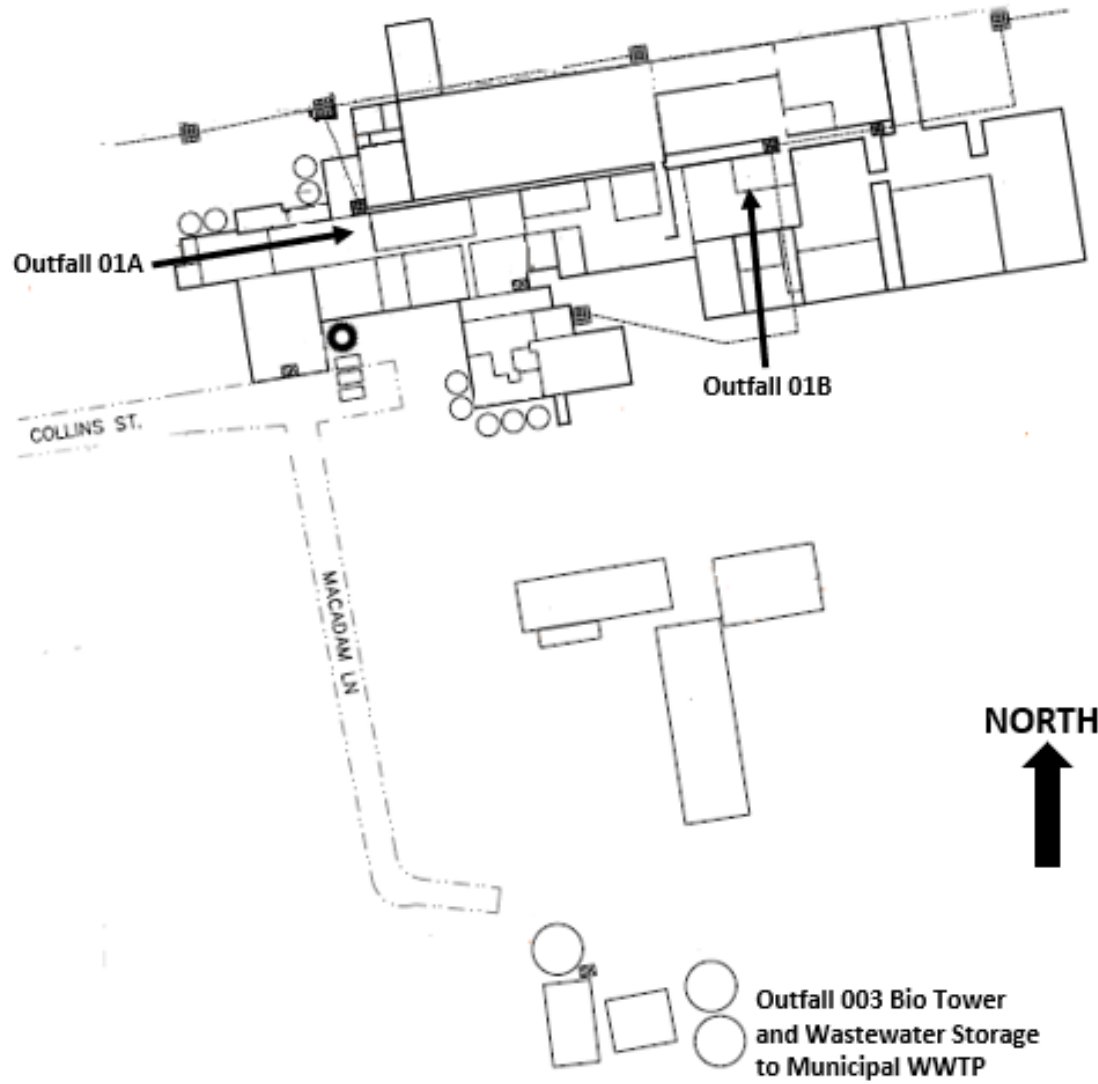 Outfall 01A
Outfall 01B
COLLINS ST.
MACADAM LN
NORTH
Outfall 003 Bio Tower
and Wastewater Storage
to Municipal WWTP